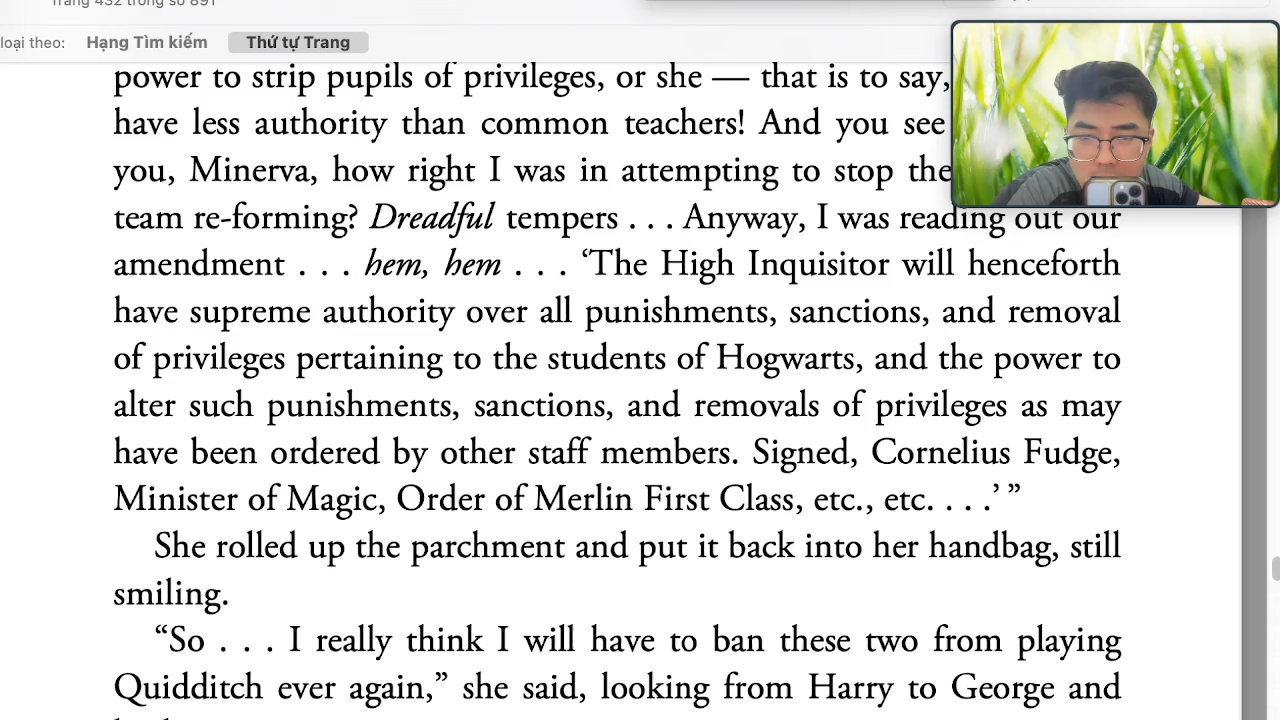 Trang 432 trong số 891
loại theo: Hạng Tìm kiếm Thứ tự Trang
power to strip pupils of privileges, or she — that is to say,
have less authority than common teachers! And you see
you, Minerva, how right I was in attempting to stop the
team re-forming? Dreadful tempers . . . Anyway, I was reading out our
amendment . . . hem, hem . . . ‘The High Inquisitor will henceforth
have supreme authority over all punishments, sanctions, and removal
of privileges pertaining to the students of Hogwarts, and the power to
alter such punishments, sanctions, and removals of privileges as may
have been ordered by other staff members. Signed, Cornelius Fudge,
Minister of Magic, Order of Merlin First Class, etc., etc. . . .’ ”
She rolled up the parchment and put it back into her handbag, still
smiling.
“So . . . I really think I will have to ban these two from playing
Quidditch ever again,” she said, looking from Harry to George and